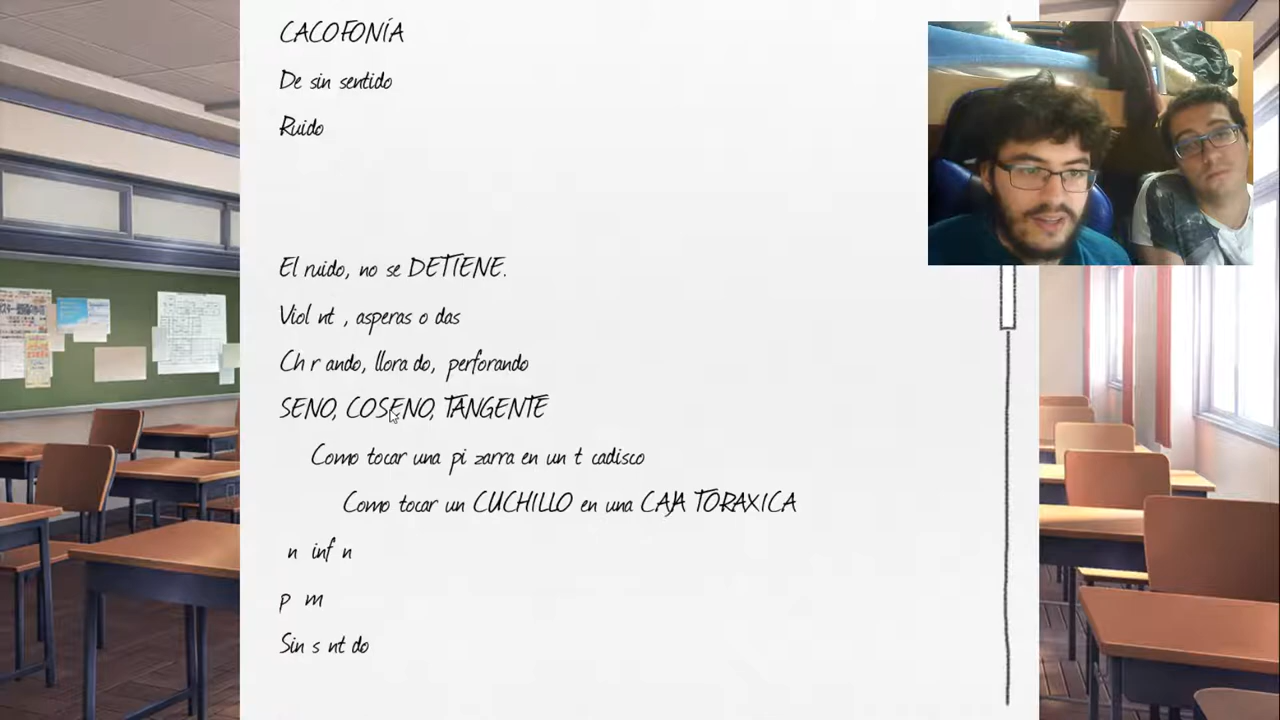 CACOFONÍA
De sin sentido
Ruido
El ruido, no se DETIENE.
Viol nt , asperas o das
Ch r ando, llora do, perforando
SENO, COSENO, TANGENTE
Como tocar una pi zarra en un t cadisco
Como tocar un CUCHILLO en una CAJA TORAXICA
n inf n
p m
Sin s nt do